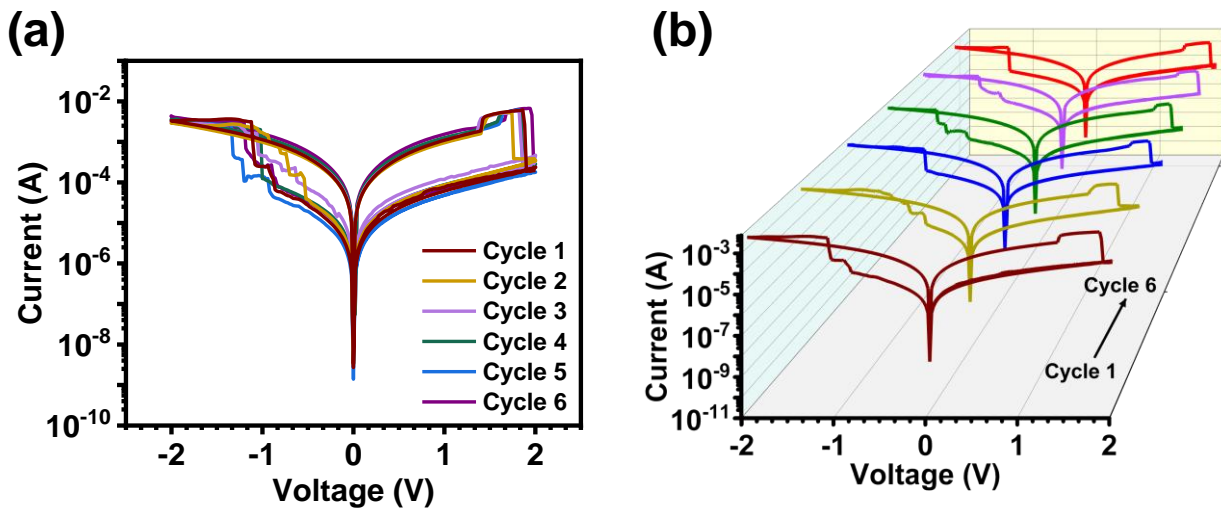 (a)
Current (A)
10^-2
10^-4
10^-6
10^-8
10^-10
Cycle 1
Cycle 2
Cycle 3
Cycle 4
Cycle 5
Cycle 6
-2 -1 0 1 2
Voltage (V)
(b)
Current (A)
10^-3
10^-5
10^-7
10^-9
10^-11
Cycle 6
Cycle 1
-2 0 1 2
Voltage (V)